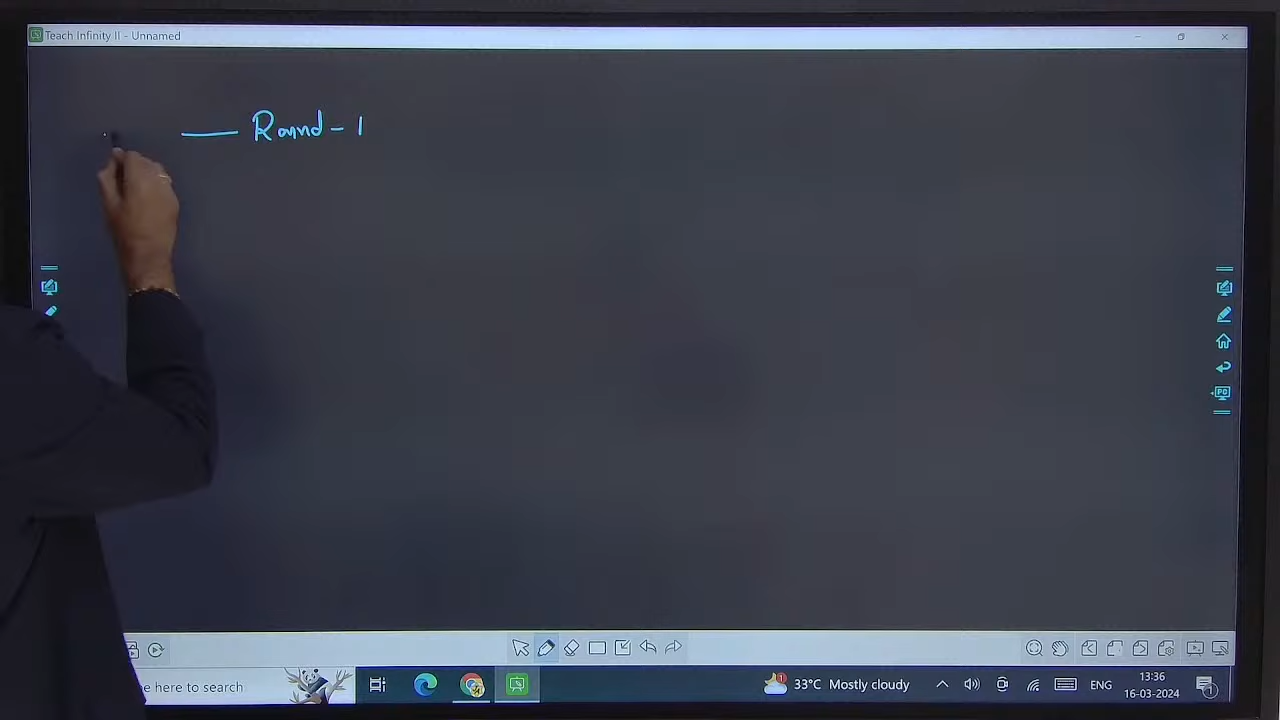 Teach Infinity II - Unnamed
— Round - 1
here to search
33°C Mostly cloudy
ENG
13:36
16-03-2024